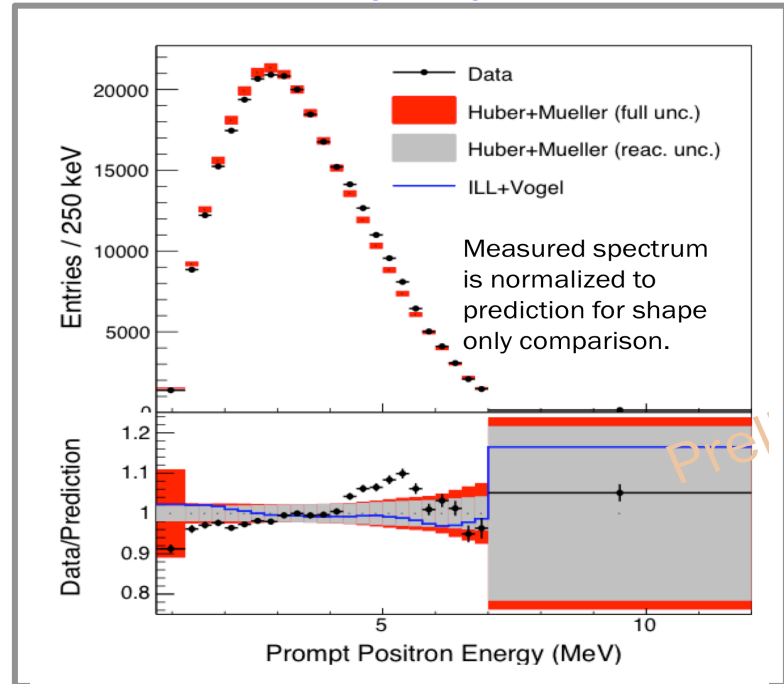 Data
Huber+Mueller (full unc.)
Huber+Mueller (reac. unc.)
ILL+Vogel
Measured spectrum
is normalized to
prediction for shape
only comparison.
Entries / 250 keV
20000
15000
10000
5000
0
Data/Prediction
1.2
1.1
1
0.9
0.8
5
10
Prompt Positron Energy (MeV)